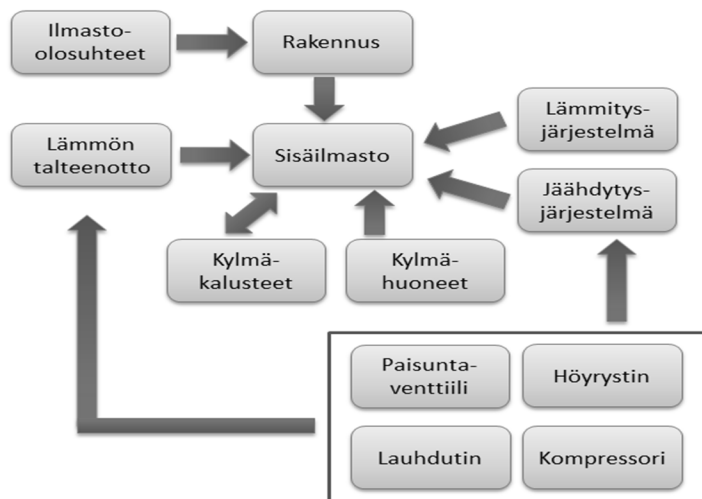 Ilmasto-
olosuhteet
Rakennus
Lämmitys-
järjestelmä
Lämmön
talteenotto
Sisäilmasto
Jäähdytys-
järjestelmä
Kylmä-
kalusteet
Kylmä-
huoneet
Paisunta-
venttiili
Höyrystin
Lauhdutin
Kompressori